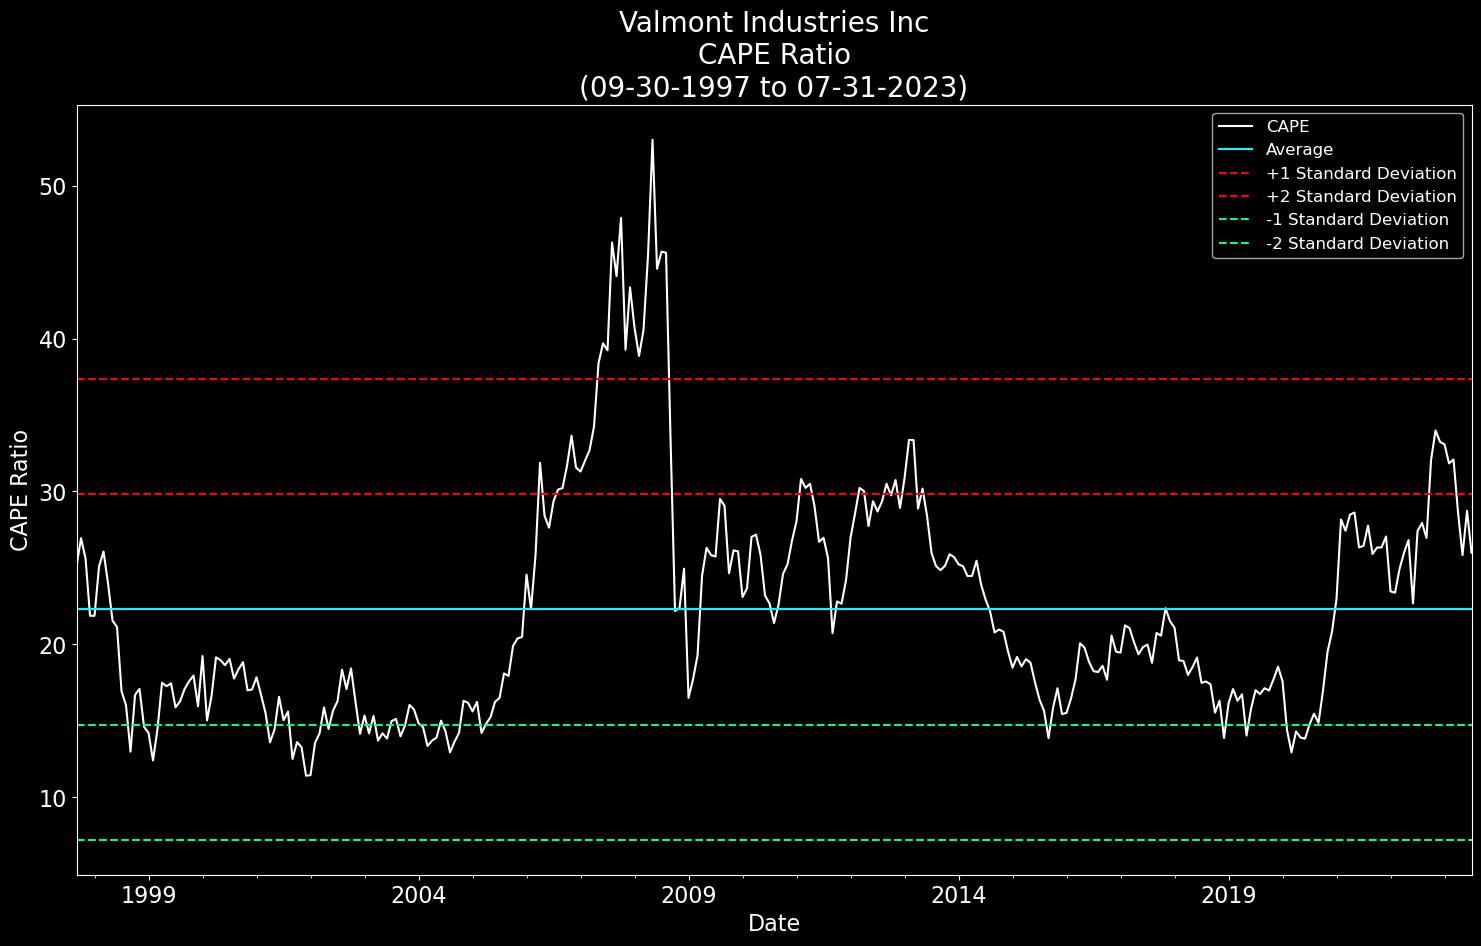 Valmont Industries Inc
CAPE Ratio
(09-30-1997 to 07-31-2023)
CAPE
Average
+1 Standard Deviation
+2 Standard Deviation
-1 Standard Deviation
-2 Standard Deviation
CAPE Ratio
50
40
30
20
10
1999
2004
2009
2014
2019
Date